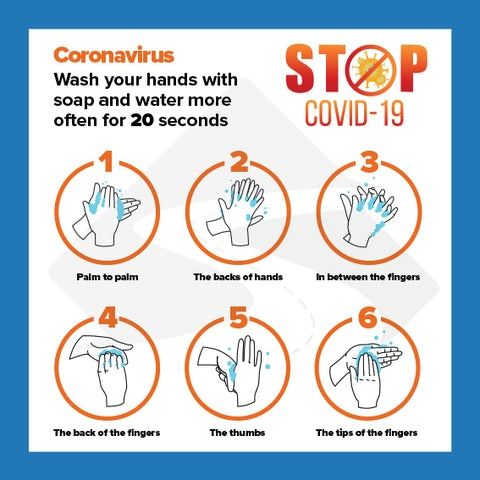 Coronavirus
Wash your hands with
soap and water more
often for 20 seconds
STOP
COVID-19
1
Palm to palm
2
The backs of hands
3
In between the fingers
4
The back of the fingers
5
The thumbs
6
The tips of the fingers